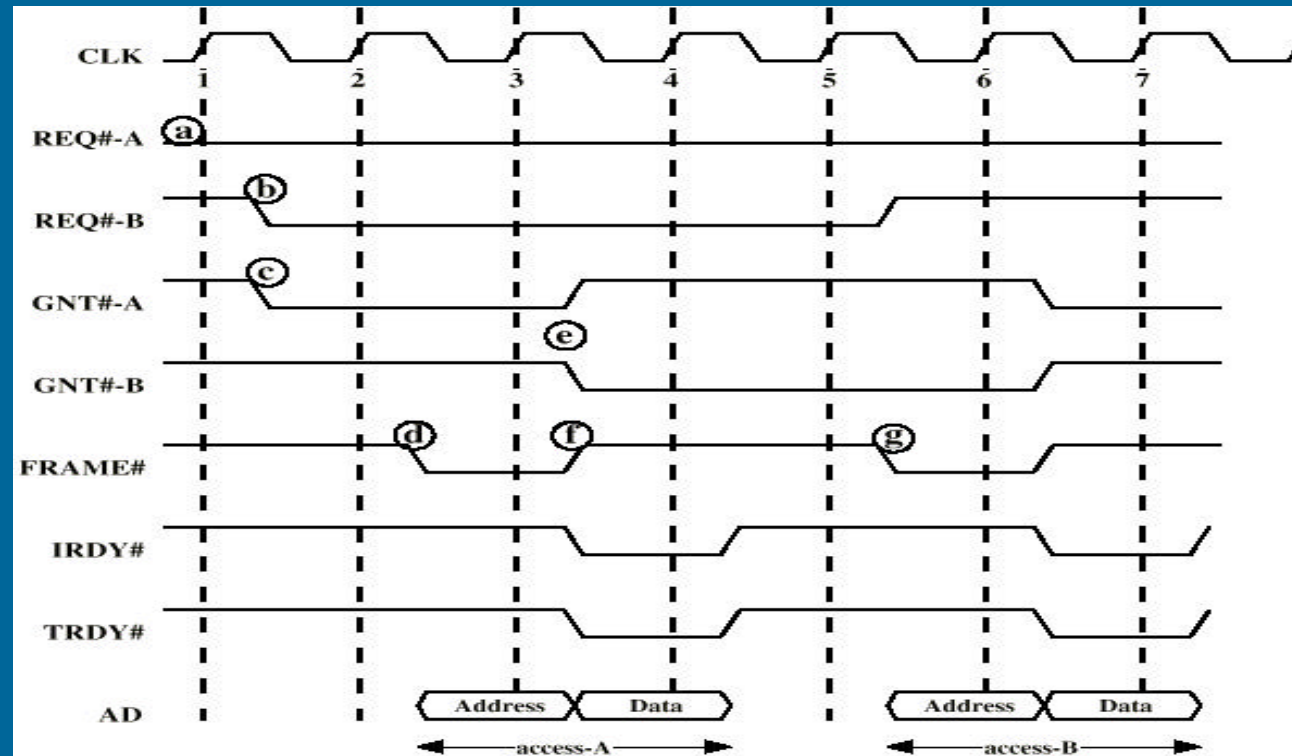 CLK
1 2 3 4 5 6 7
a
REQ#-A
b
REQ#-B
c
GNT#-A
e
GNT#-B
d f g
FRAME#
IRDY#
TRDY#
AD Address Data Address Data
access-A access-B